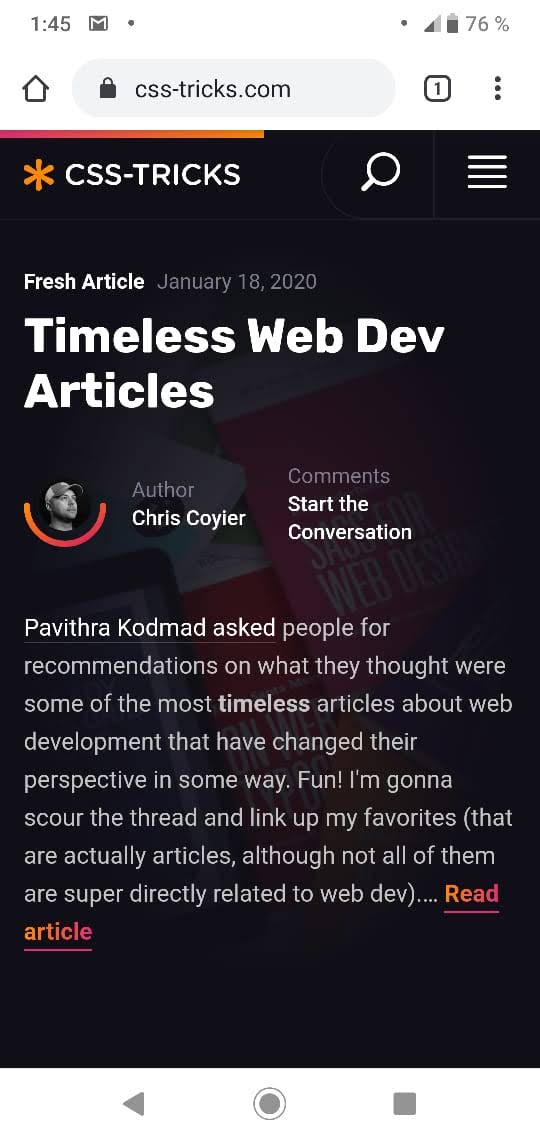 1:45
76 %
css-tricks.com
1
CSS-TRICKS
Fresh Article January 18, 2020
Timeless Web Dev
Articles
Author
Chris Coyier
Comments
Start the
Conversation
SASS FOR
WEB DESIGN
Pavithra Kodmad asked people for
recommendations on what they thought were
some of the most timeless articles about web
development that have changed their
perspective in some way. Fun! I'm gonna
scour the thread and link up my favorites (that
are actually articles, although not all of them
are super directly related to web dev).... Read
article